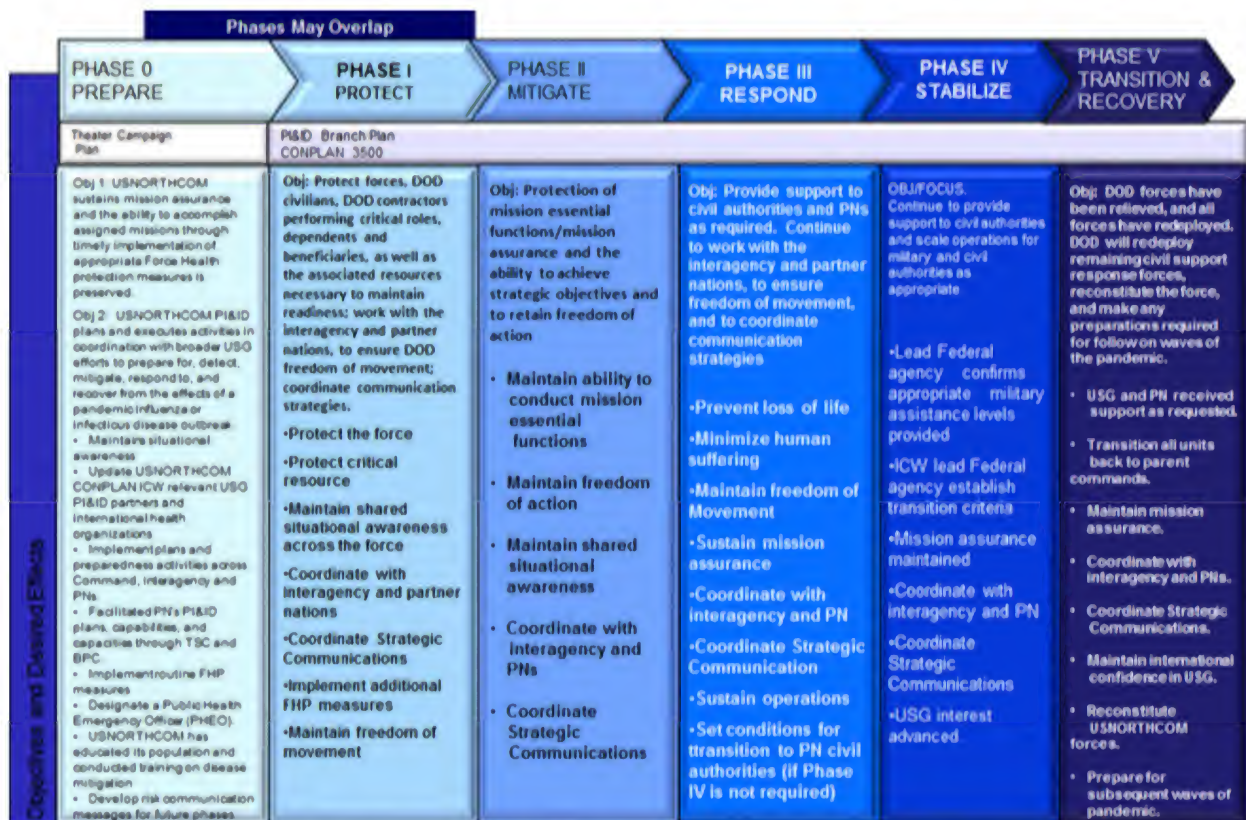 Phases May Overlap
PHASE 0
PREPARE
PHASE I
PROTECT
PHASE II
MITIGATE
PHASE III
RESPOND
PHASE IV
STABILIZE
PHASE V
TRANSITION &
RECOVERY
Theater Campaign
Plan
PI&ID Branch Plan
CONPLAN 3500
Objectives and Desired Effects
Obj 1: USNORTHCOM
sustains mission assurance
and the ability to accomplish
assigned missions through
timely implementation of
appropriate Force Health
protection measures is
preserved.
Obj 2: USNORTHCOM PI&ID
plans and executes activities in
coordination with broader USG
efforts to prepare for, detect,
mitigate, respond to, and
recover from the effects of a
pandemic influenza or
infectious disease outbreak
• Maintains situational
awareness
• Update USNORTHCOM
CONPLAN ICW relevant USG
PI&ID partners and
international health
organizations
• Implement plans and
preparedness activities across
Command, interagency and
PNs.
• Facilitated PN's PI&ID
plans, capabilities, and
capacities through TSC and
BPC
• Implement routine FHP
measures
• Designate a Public Health
Emergency Officer (PHEO).
• USNORTHCOM has
educated its population and
conducted training on disease
mitigation
• Develop risk communication
messages for future phases
Obj: Protect forces, DOD
civilians, DOD contractors
performing critical roles,
dependents and
beneficiaries, as well as
the associated resources
necessary to maintain
readiness; work with the
interagency and partner
nations, to ensure DOD
freedom of movement;
coordinate communication
strategies.
•Protect the force
•Protect critical
resource
•Maintain shared
situational awareness
across the force
•Coordinate with
interagency and partner
nations
•Coordinate Strategic
Communications
•Implement additional
FHP measures
•Maintain freedom of
movement
Obj: Protection of
mission essential
functions/mission
assurance and the
ability to achieve
strategic objectives and
to retain freedom of
action
• Maintain ability to
conduct mission
essential
functions
• Maintain freedom
of action
• Maintain shared
situational
awareness
• Coordinate with
interagency and
PNs
• Coordinate
Strategic
Communications
Obj: Provide support to
civil authorities and PNs
as required. Continue
to work with the
interagency and partner
nations, to ensure
freedom of movement,
and to coordinate
communication
strategies
•Prevent loss of life
•Minimize human
suffering
•Maintain freedom of
Movement
•Sustain mission
assurance
•Coordinate with
interagency and PN
•Coordinate Strategic
Communication
•Sustain operations
•Set conditions for
ttransition to PN civil
authorities (if Phase
IV is not required)
OBJ/FOCUS.
Continue to provide
support to civil authorities
and scale operations for
military and civil
authorities as
appropriate
•Lead Federal
agency confirms
appropriate military
assistance levels
provided
•ICW lead Federal
agency establish
transition criteria
•Mission assurance
maintained
•Coordinate with
interagency and PN
•Coordinate
Strategic
Communications
•USG interest
advanced
Obj: DOD forces have
been relieved, and all
forces have redeployed.
DOD will redeploy
remaining civil support
response forces,
reconstitute the force,
and make any
preparations required
for follow on waves of
the pandemic.
• USG and PN received
support as requested.
• Transition all units
back to parent
commands.
• Maintain mission
assurance.
• Coordinate with
interagency and PNs.
• Coordinate Strategic
Communications.
• Maintain international
confidence in USG.
• Reconstitute
USNORTHCOM
forces.
• Prepare for
subsequent waves of
pandemic.